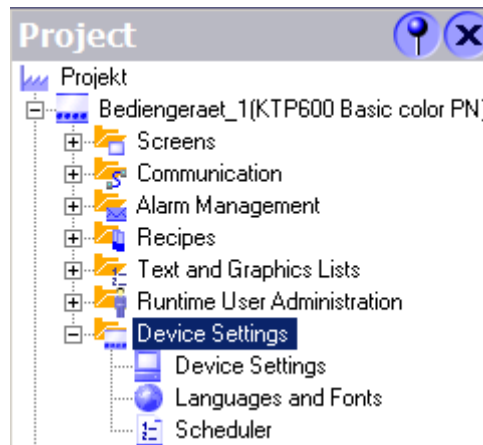 Project
Projekt
Bediengeraet_1(KTP600 Basic color PN)
Screens
Communication
Alarm Management
Recipes
Text and Graphics Lists
Runtime User Administration
Device Settings
Device Settings
Languages and Fonts
Scheduler